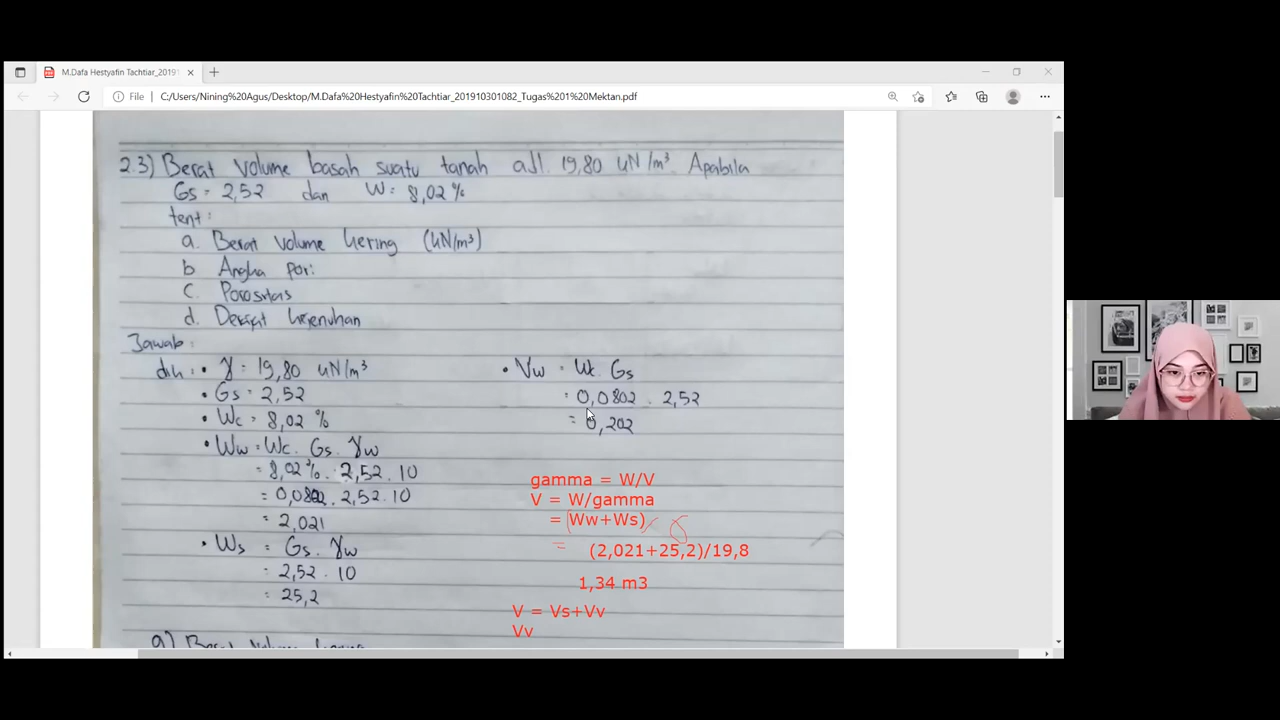 M.Dafa Hestyafin Tachtiar_20191
File
C:/Users/Nining%20Agus/Desktop/M.Dafa%20Hestyafin%20Tachtiar_201910301082_Tugas%201%20Mektan.pdf
2.3) Berat volume basah suatu tanah adl. 19,80 kN/m³. Apabila
Gs = 2,52 dan W = 8,02 %
tent :
a. Berat volume kering (kN/m³)
b Angka pori
c. Porositas
d. Derajat kejenuhan
Jawab :
dik : • γ = 19,80 kN/m³
• Gs = 2,52
• Wc = 8,02 %
• Ww = Wc. Gs. γw
= 8,02 % . 2,52 . 10
= 0,0802 . 2,52 . 10
= 2,021
• Ws = Gs. γw
= 2,52 . 10
= 25,2
• Vw = Wc. Gs
= 0,0802 . 2,52
= 0,202
gamma = W/V
V = W/gamma
= (Ww+Ws)
= (2,021+25,2)/19,8
1,34 m3
V = Vs+Vv
Vv
a) Berat volume kering